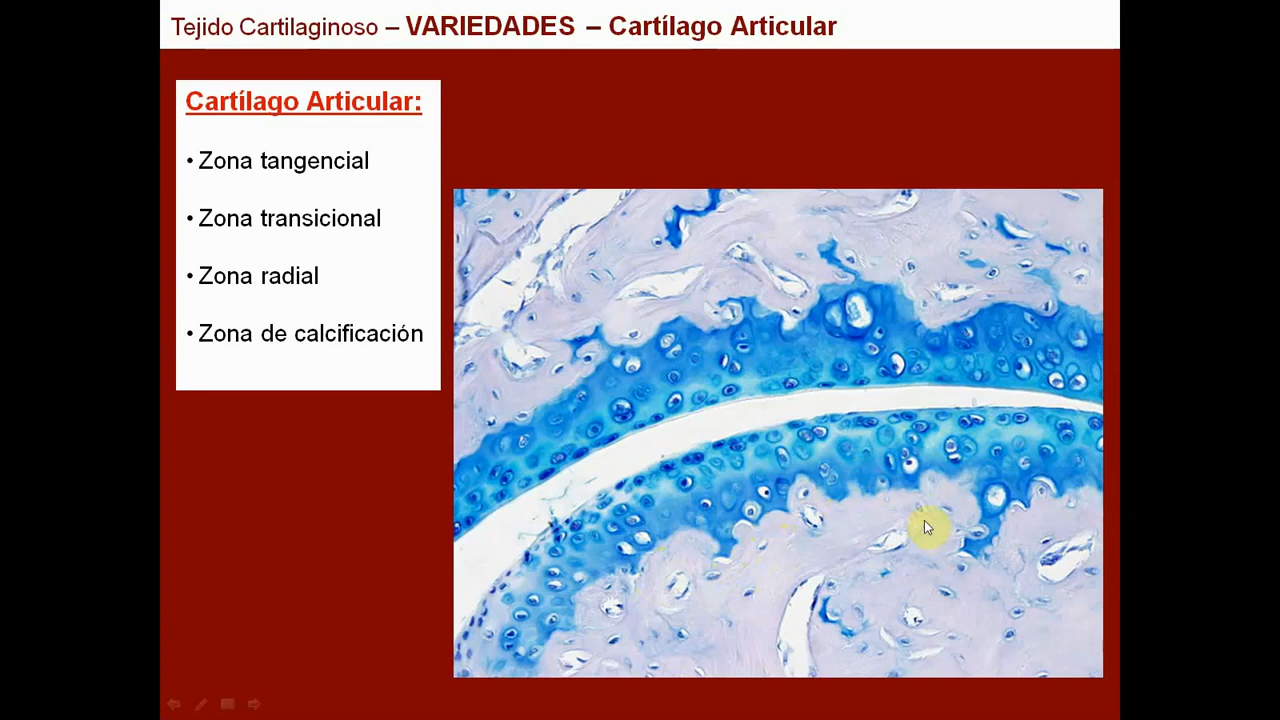 Tejido Cartilaginoso – VARIEDADES – Cartílago Articular
Cartílago Articular:
• Zona tangencial
• Zona transicional
• Zona radial
• Zona de calcificación